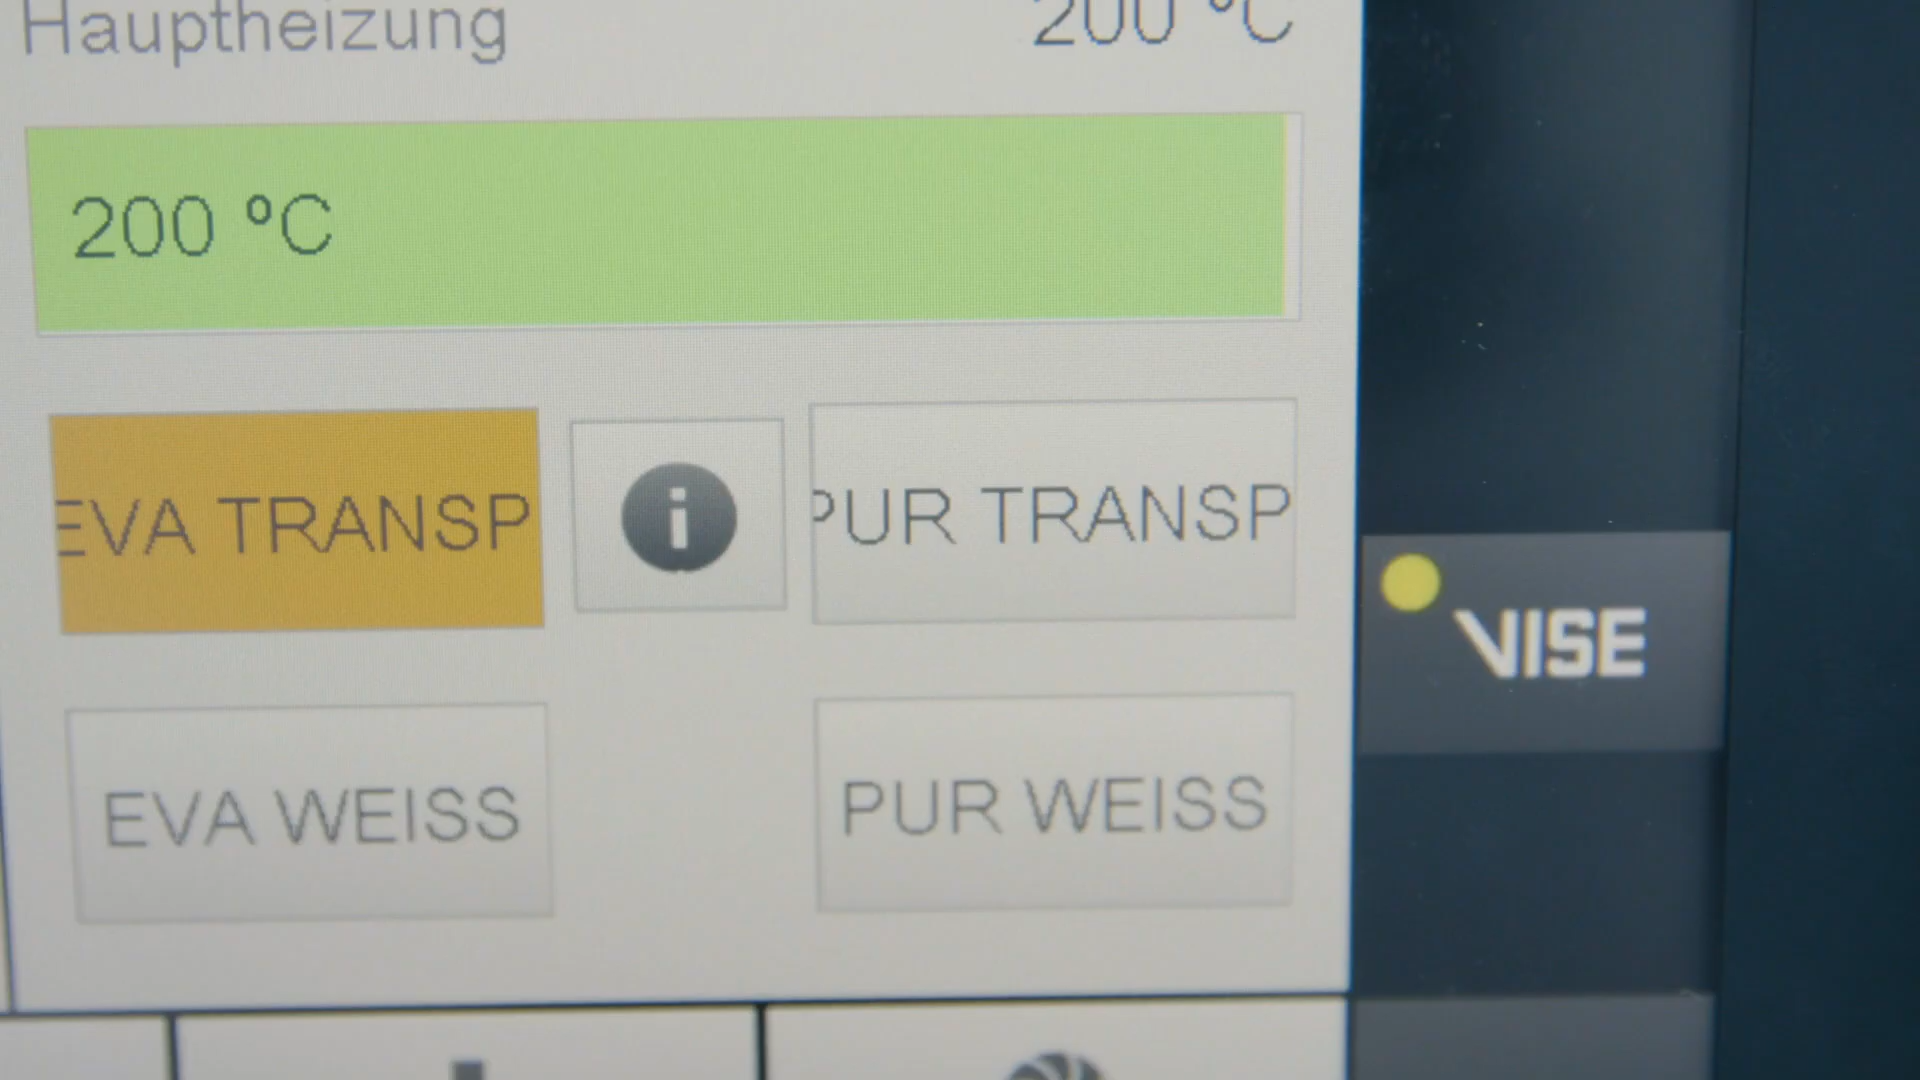 Hauptheizung 200 °C
200 °C
EVA TRANSP
i
PUR TRANSP
VISE
EVA WEISS
PUR WEISS